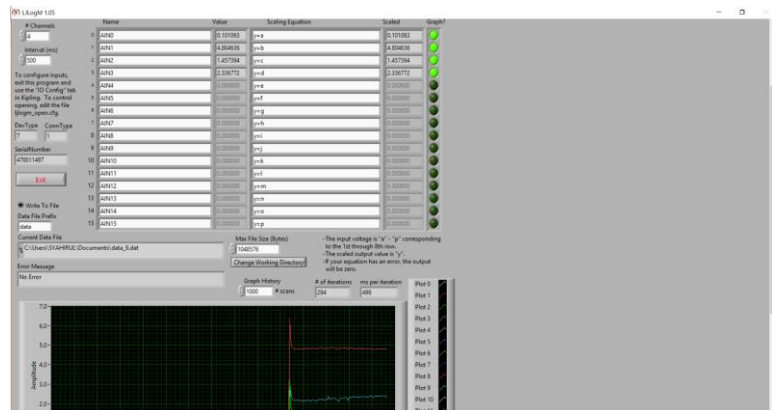 LJLogM 1.05
# Channels
4
Interval (ms)
500
To configure inputs,
exit this program and
use the "IO Config" tab
in Kipling. To control
opening, edit the file
ljlogm_open.cfg.
DevType ConnType
7 1
SerialNumber
470011497
Exit
Write To File
Data File Prefix
data
Current Data File
C:\Users\SYAHIRUL\Documents\data_8.dat
Error Message
No Error
Name Value Scaling Equation Scaled Graph?
0 AIN0 0.101083 y=a 0.101083
1 AIN1 4.804636 y=b 4.804636
2 AIN2 1.457394 y=c 1.457394
3 AIN3 2.336772 y=d 2.336772
4 AIN4 0.000000 y=e 0.000000
5 AIN5 0.000000 y=f 0.000000
6 AIN6 0.000000 y=g 0.000000
7 AIN7 0.000000 y=h 0.000000
8 AIN8 0.000000 y=i 0.000000
9 AIN9 0.000000 y=j 0.000000
10 AIN10 0.000000 y=k 0.000000
11 AIN11 0.000000 y=l 0.000000
12 AIN12 0.000000 y=m 0.000000
13 AIN13 0.000000 y=n 0.000000
14 AIN14 0.000000 y=o 0.000000
15 AIN15 0.000000 y=p 0.000000
Max File Size (Bytes)
1048576
Change Working Directory
-The input voltage is "a" - "p" corresponding
to the 1st through 8th row.
-The scaled output value is "y".
-If your equation has an error, the output
will be zero.
Graph History
1000 # scans
# of iterations
294
ms per iteration
499
Amplitude
7.0
6.0
5.0
4.0
3.0
2.0
Plot 0
Plot 1
Plot 2
Plot 3
Plot 4
Plot 5
Plot 6
Plot 7
Plot 8
Plot 9
Plot 10